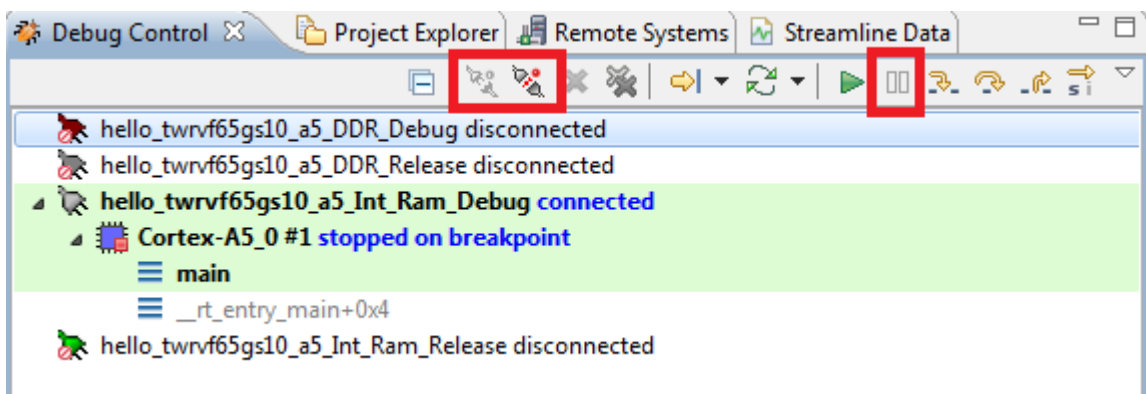 Debug Control Project Explorer Remote Systems Streamline Data
s i
hello_twrvf65gs10_a5_DDR_Debug disconnected
hello_twrvf65gs10_a5_DDR_Release disconnected
hello_twrvf65gs10_a5_Int_Ram_Debug connected
Cortex-A5_0 #1 stopped on breakpoint
main
__rt_entry_main+0x4
hello_twrvf65gs10_a5_Int_Ram_Release disconnected